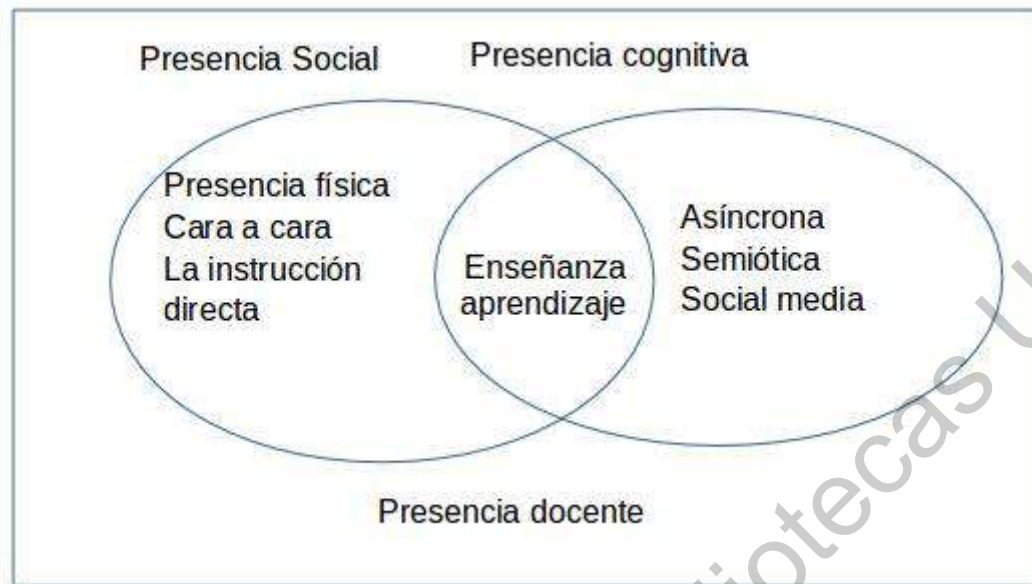 Presencia Social
Presencia cognitiva
Presencia física
Cara a cara
La instrucción
directa
Enseñanza
aprendizaje
Asíncrona
Semiótica
Social media
Presencia docente